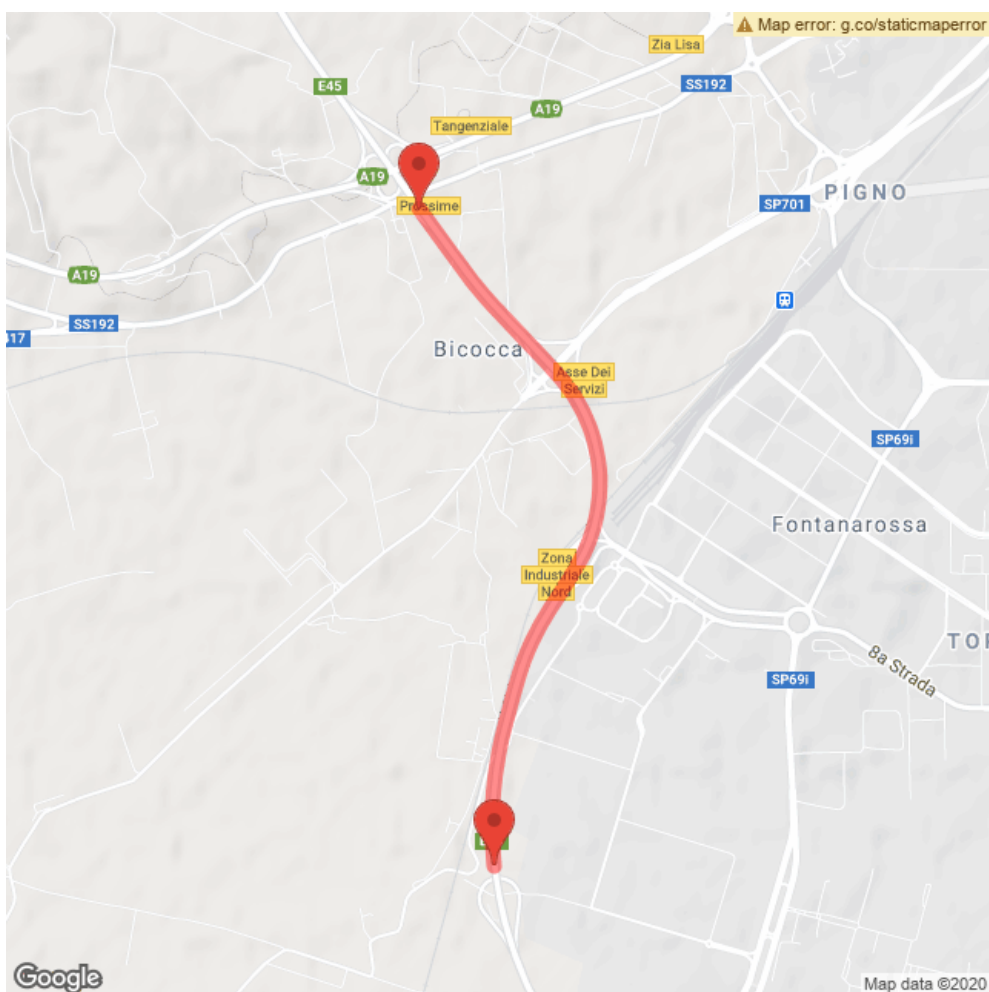 Map error: g.co/staticmaperror
Zia Lisa
E45
SS192
A19
Tangenziale
A19
PIGNO
SP701
Prossime
A19
SS192
417
Bicocca
Asse Dei
Servizi
SP69i
Fontanarossa
Zona
Industriale
Nord
TOR
8a Strada
SP69i
Google
Map data ©2020